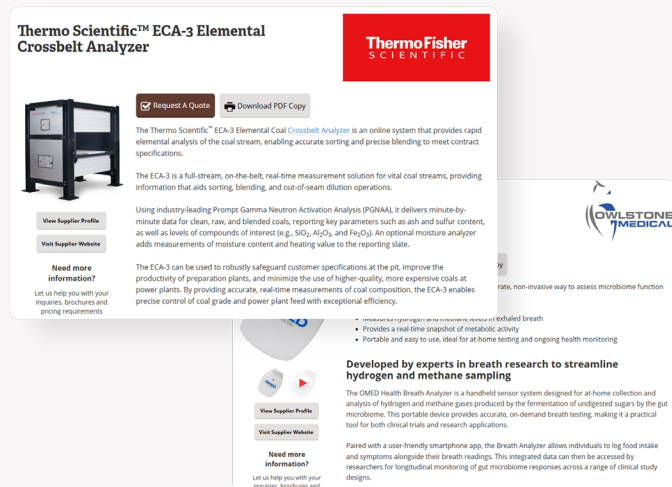 Thermo Scientific™ ECA-3 Elemental
Crossbelt Analyzer
ThermoFisher
SCIENTIFIC
Request A Quote
Download PDF Copy
The Thermo Scientific™ ECA-3 Elemental Coal Crossbelt Analyzer is an online system that provides rapid
elemental analysis of the coal stream, enabling accurate sorting and precise blending to meet contract
specifications.
The ECA-3 is a full-stream, on-the-belt, real-time measurement solution for vital coal streams, providing
information that aids sorting, blending, and out-of-seam dilution operations.
Using industry-leading Prompt Gamma Neutron Activation Analysis (PGNAA), it delivers minute-by-
minute data for clean, raw, and blended coals, reporting key parameters such as ash and sulfur content,
as well as levels of compounds of interest (e.g., SiO₂, Al₂O₃, and Fe₂O₃). An optional moisture analyzer
adds measurements of moisture content and heating value to the reporting slate.
The ECA-3 can be used to robustly safeguard customer specifications at the pit, improve the
productivity of preparation plants, and minimize the use of higher-quality, more expensive coals at
power plants. By providing accurate, real-time measurements of coal composition, the ECA-3 enables
precise control of coal grade and power plant feed with exceptional efficiency.
View Supplier Profile
Visit Supplier Website
Need more
information?
Let us help you with your
inquiries, brochures and
pricing requirements
OWLSTONE
MEDICAL
rate, non-invasive way to assess microbiome function
Measures hydrogen and methane levels in exhaled breath
• Provides a real-time snapshot of metabolic activity
• Portable and easy to use, ideal for at-home testing and ongoing health monitoring
Developed by experts in breath research to streamline
hydrogen and methane sampling
The OMED Health Breath Analyzer is a handheld sensor system designed for at-home collection and
analysis of hydrogen and methane gases produced by the fermentation of undigested sugars by the gut
microbiome. This portable device provides accurate, on-demand breath testing, making it a practical
tool for both clinical trials and research applications.
Paired with a user-friendly smartphone app, the Breath Analyzer allows individuals to log food intake
and symptoms alongside their breath readings. This integrated data can then be accessed by
researchers for longitudinal monitoring of gut microbiome responses across a range of clinical study
designs.
View Supplier Profile
Visit Supplier Website
Need more
information?
Let us help you with your
inquiries, brochures and